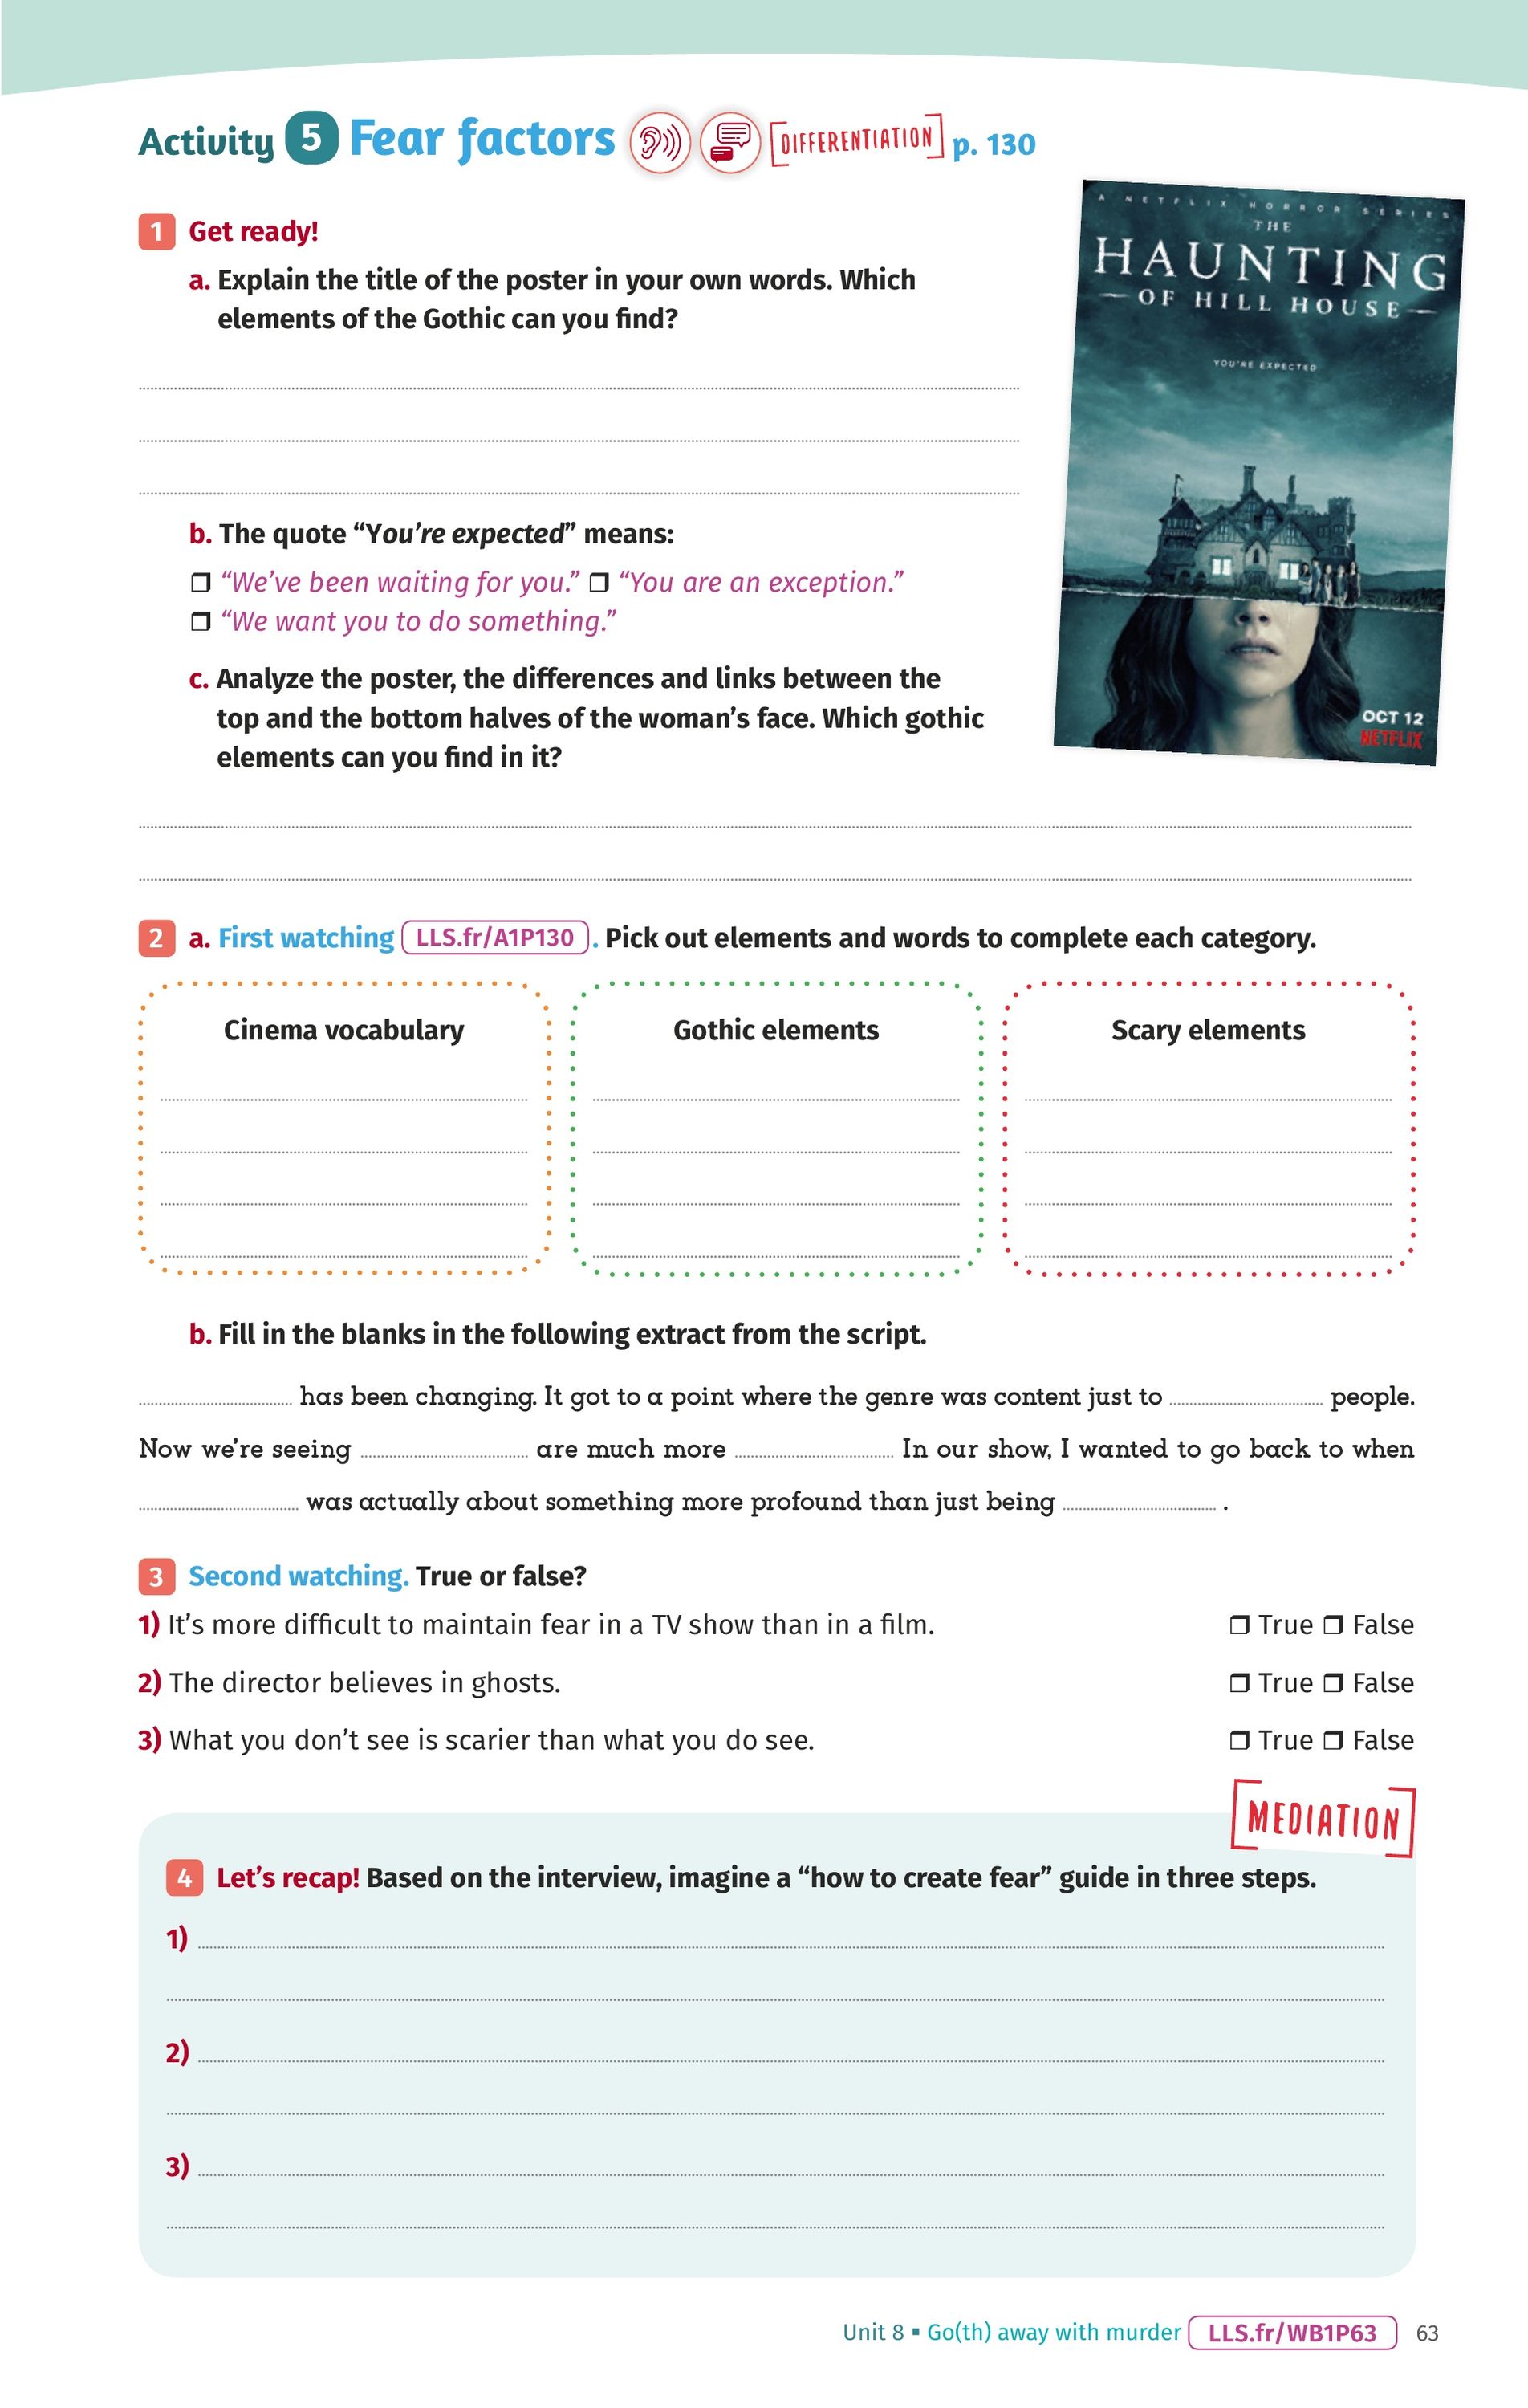 Activity 5 Fear factors [DIFFERENTIATION] p. 130
1 Get ready!
a. Explain the title of the poster in your own words. Which
elements of the Gothic can you find?
b. The quote “You’re expected” means:
❒ “We’ve been waiting for you.” ❒ “You are an exception.”
❒ “We want you to do something.”
c. Analyze the poster, the differences and links between the
top and the bottom halves of the woman’s face. Which gothic
elements can you find in it?
A NETFLIX HORROR SERIES
THE
HAUNTING
— OF HILL HOUSE —
YOU'RE EXPECTED
OCT 12
NETFLIX
2 a. First watching LLS.fr/A1P130 . Pick out elements and words to complete each category.
Cinema vocabulary
Gothic elements
Scary elements
b. Fill in the blanks in the following extract from the script.
.................... has been changing. It got to a point where the genre was content just to .................... people.
Now we’re seeing .................... are much more .................... In our show, I wanted to go back to when
.................... was actually about something more profound than just being .................... .
3 Second watching. True or false?
1) It’s more difficult to maintain fear in a TV show than in a film. ❒ True ❒ False
2) The director believes in ghosts. ❒ True ❒ False
3) What you don’t see is scarier than what you do see. ❒ True ❒ False
[MEDIATION]
4 Let’s recap! Based on the interview, imagine a “how to create fear” guide in three steps.
1)
2)
3)
Unit 8 ▪ Go(th) away with murder LLS.fr/WB1P63 63